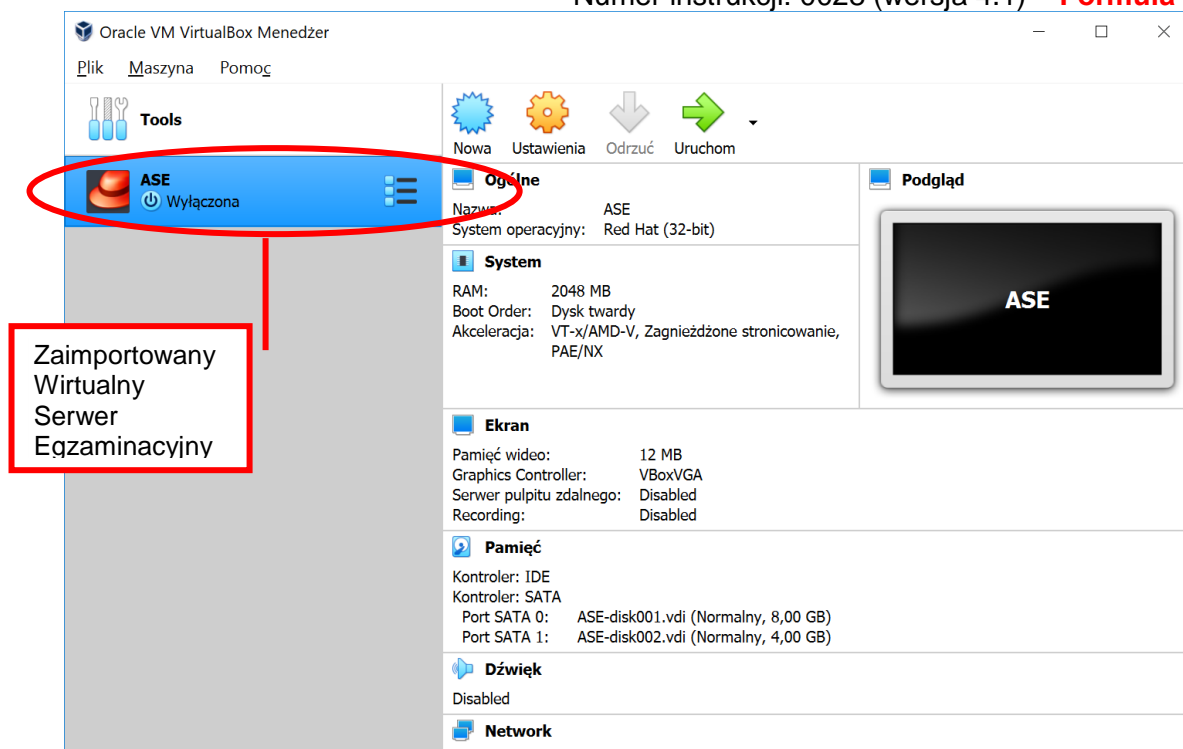 Oracle VM VirtualBox Menedżer
Plik Maszyna Pomoc
Tools
Nowa Ustawienia Odrzuć Uruchom
ASE
Wyłączona
Ogólne
Nazwa: ASE
System operacyjny: Red Hat (32-bit)
Podgląd
ASE
System
RAM: 2048 MB
Boot Order: Dysk twardy
Akceleracja: VT-x/AMD-V, Zagnieżdżone stronicowanie,
PAE/NX
Zaimportowany
Wirtualny
Serwer
Egzaminacyjny
Ekran
Pamięć wideo: 12 MB
Graphics Controller: VBoxVGA
Serwer pulpitu zdalnego: Disabled
Recording: Disabled
Pamięć
Kontroler: IDE
Kontroler: SATA
Port SATA 0: ASE-disk001.vdi (Normalny, 8,00 GB)
Port SATA 1: ASE-disk002.vdi (Normalny, 4,00 GB)
Dźwięk
Disabled
Network